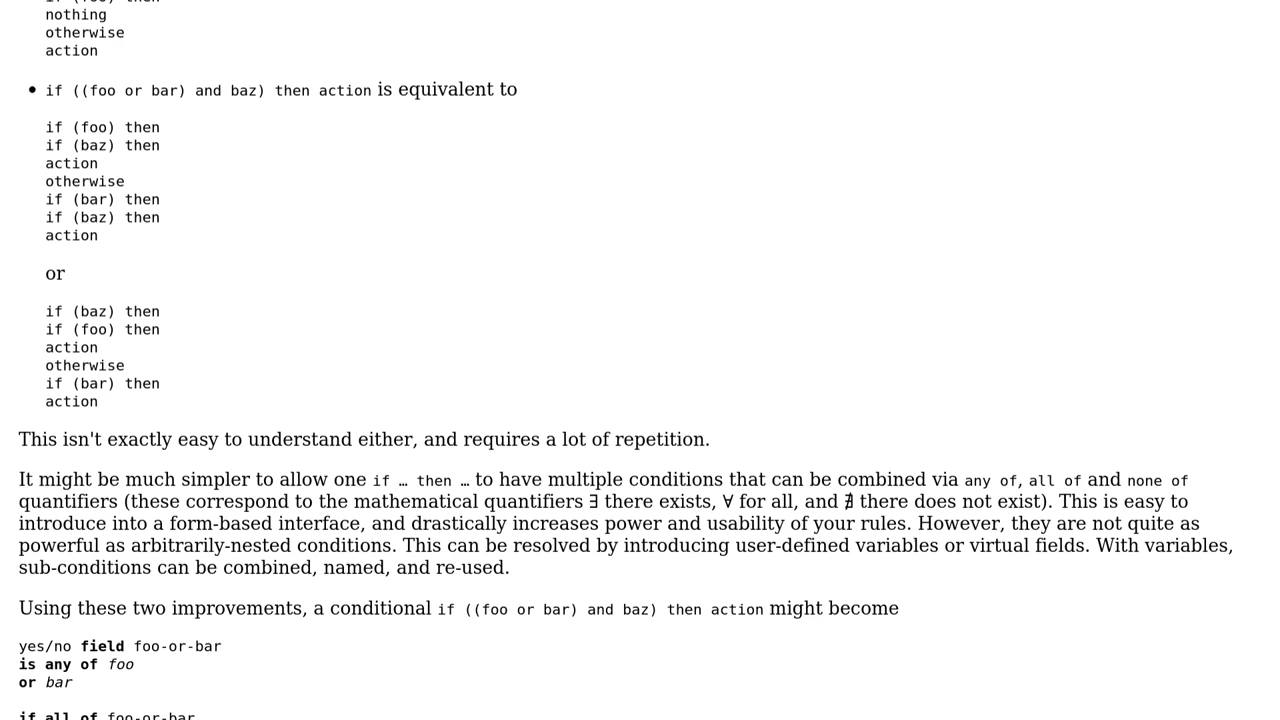 if (foo) then
nothing
otherwise
action
• if ((foo or bar) and baz) then action is equivalent to
if (foo) then
if (baz) then
action
otherwise
if (bar) then
if (baz) then
action
or
if (baz) then
if (foo) then
action
otherwise
if (bar) then
action
This isn't exactly easy to understand either, and requires a lot of repetition.
It might be much simpler to allow one if … then … to have multiple conditions that can be combined via any of, all of and none of
quantifiers (these correspond to the mathematical quantifiers ∃ there exists, ∀ for all, and ∄ there does not exist). This is easy to
introduce into a form-based interface, and drastically increases power and usability of your rules. However, they are not quite as
powerful as arbitrarily-nested conditions. This can be resolved by introducing user-defined variables or virtual fields. With variables,
sub-conditions can be combined, named, and re-used.
Using these two improvements, a conditional if ((foo or bar) and baz) then action might become
yes/no field foo-or-bar
is any of foo
or bar
if all of foo-or-bar